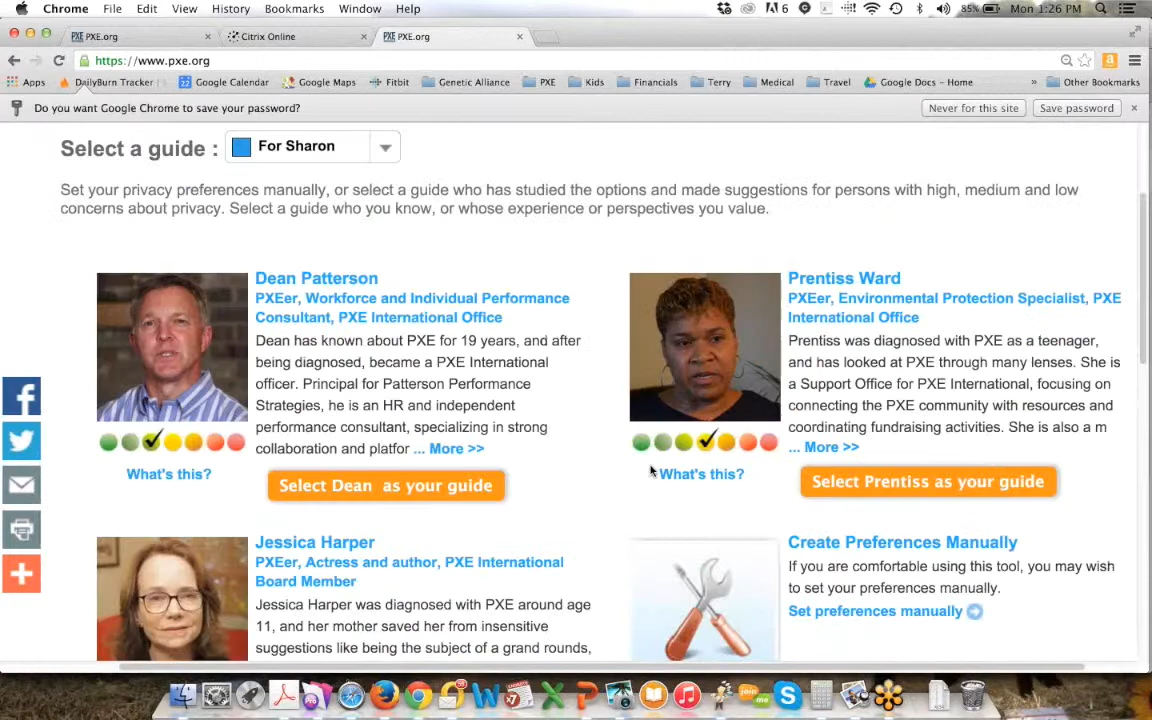 Chrome File Edit View History Bookmarks Window Help
6 85% Mon 1:26 PM
PXE PXE.org × Citrix Online × PXE PXE.org ×
https://www.pxe.org
Apps DailyBurn Tracker Google Calendar Google Maps Fitbit Genetic Alliance PXE Kids Financials Terry Medical Travel Google Docs - Home » Other Bookmarks
Do you want Google Chrome to save your password? Never for this site Save password ×
Select a guide : For Sharon
Set your privacy preferences manually, or select a guide who has studied the options and made suggestions for persons with high, medium and low
concerns about privacy. Select a guide who you know, or whose experience or perspectives you value.
Dean Patterson
PXEer, Workforce and Individual Performance
Consultant, PXE International Office
Dean has known about PXE for 19 years, and after
being diagnosed, became a PXE International
officer. Principal for Patterson Performance
Strategies, he is an HR and independent
performance consultant, specializing in strong
collaboration and platfor ... More >>
What's this?
Select Dean as your guide
Prentiss Ward
PXEer, Environmental Protection Specialist, PXE
International Office
Prentiss was diagnosed with PXE as a teenager,
and has looked at PXE through many lenses. She is
a Support Office for PXE International, focusing on
connecting the PXE community with resources and
coordinating fundraising activities. She is also a m
... More >>
What's this?
Select Prentiss as your guide
Jessica Harper
PXEer, Actress and author, PXE International
Board Member
Jessica Harper was diagnosed with PXE around age
11, and her mother saved her from insensitive
suggestions like being the subject of a grand rounds,
Create Preferences Manually
If you are comfortable using this tool, you may wish
to set your preferences manually.
Set preferences manually